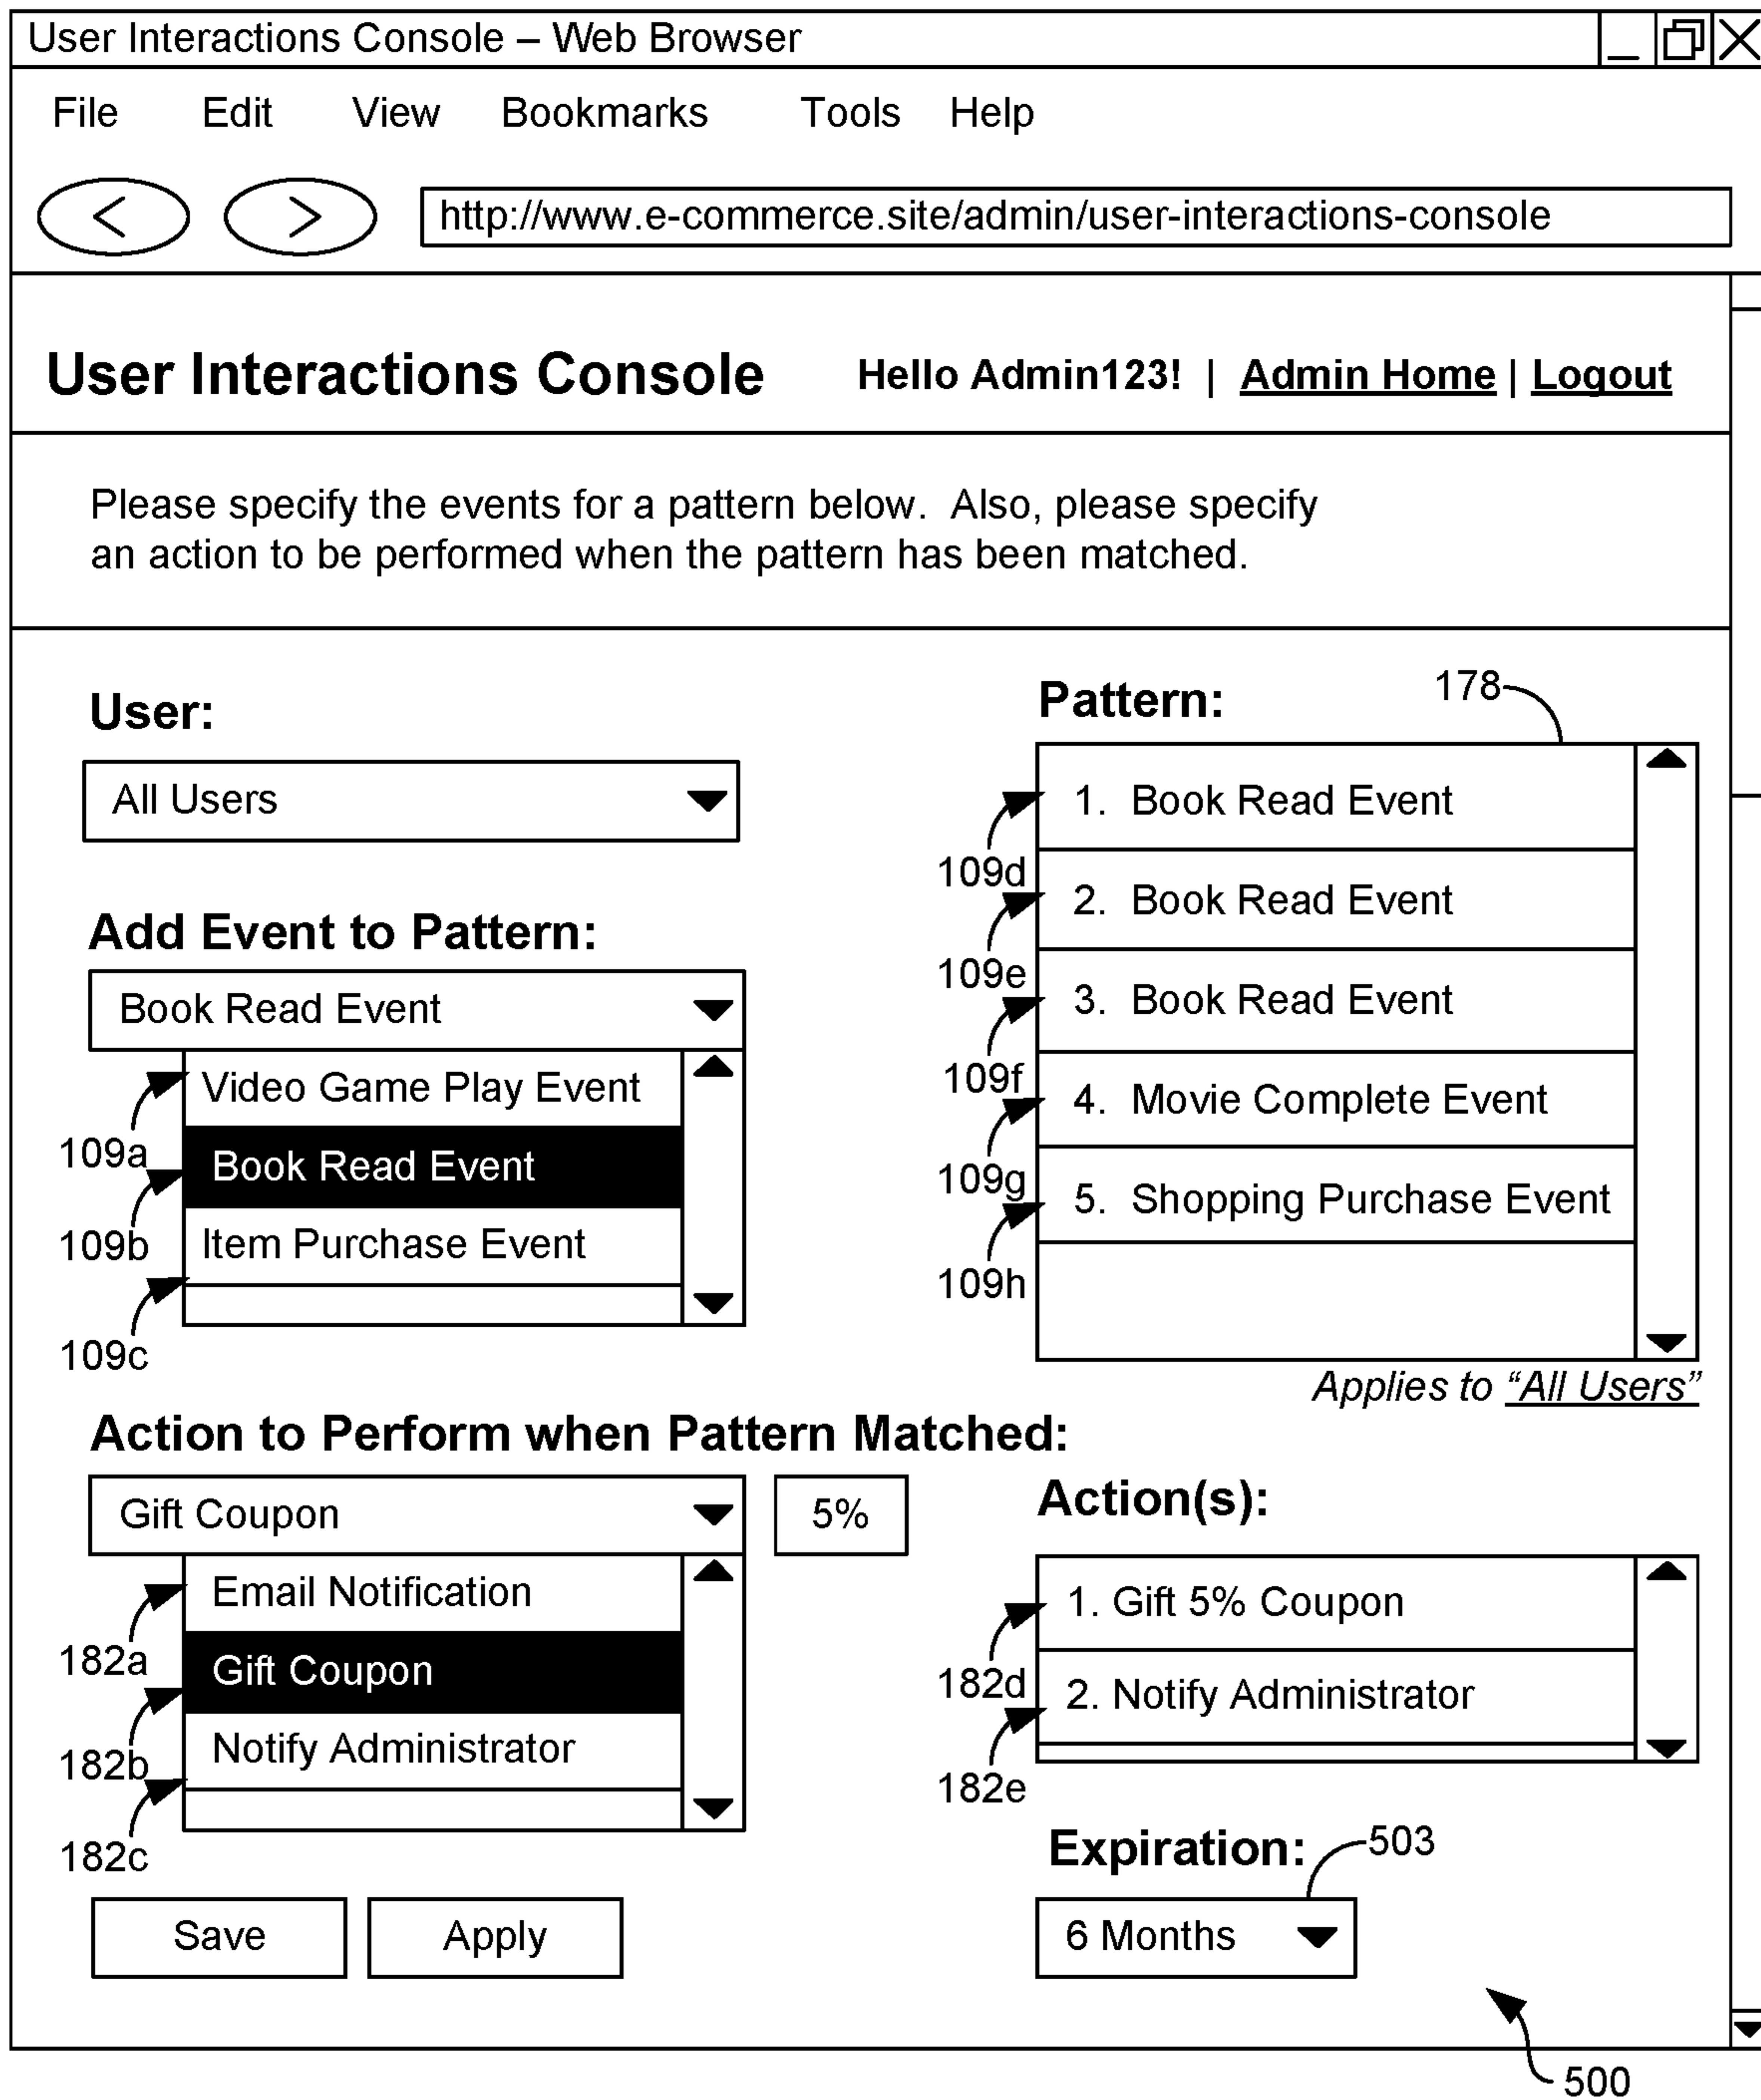 User Interactions Console – Web Browser
File Edit View Bookmarks Tools Help
< > http://www.e-commerce.site/admin/user-interactions-console
User Interactions Console Hello Admin123! | Admin Home | Logout
Please specify the events for a pattern below. Also, please specify
an action to be performed when the pattern has been matched.
User:
All Users
Add Event to Pattern:
Book Read Event
Video Game Play Event
109a
Book Read Event
109b
Item Purchase Event
109c
Pattern:
178
1. Book Read Event
109d
2. Book Read Event
109e
3. Book Read Event
109f
4. Movie Complete Event
109g
5. Shopping Purchase Event
109h
Applies to “All Users”
Action to Perform when Pattern Matched:
Gift Coupon 5%
Email Notification
182a
Gift Coupon
182b
Notify Administrator
182c
Action(s):
1. Gift 5% Coupon
182d
2. Notify Administrator
182e
Expiration:
503
6 Months
Save Apply
500